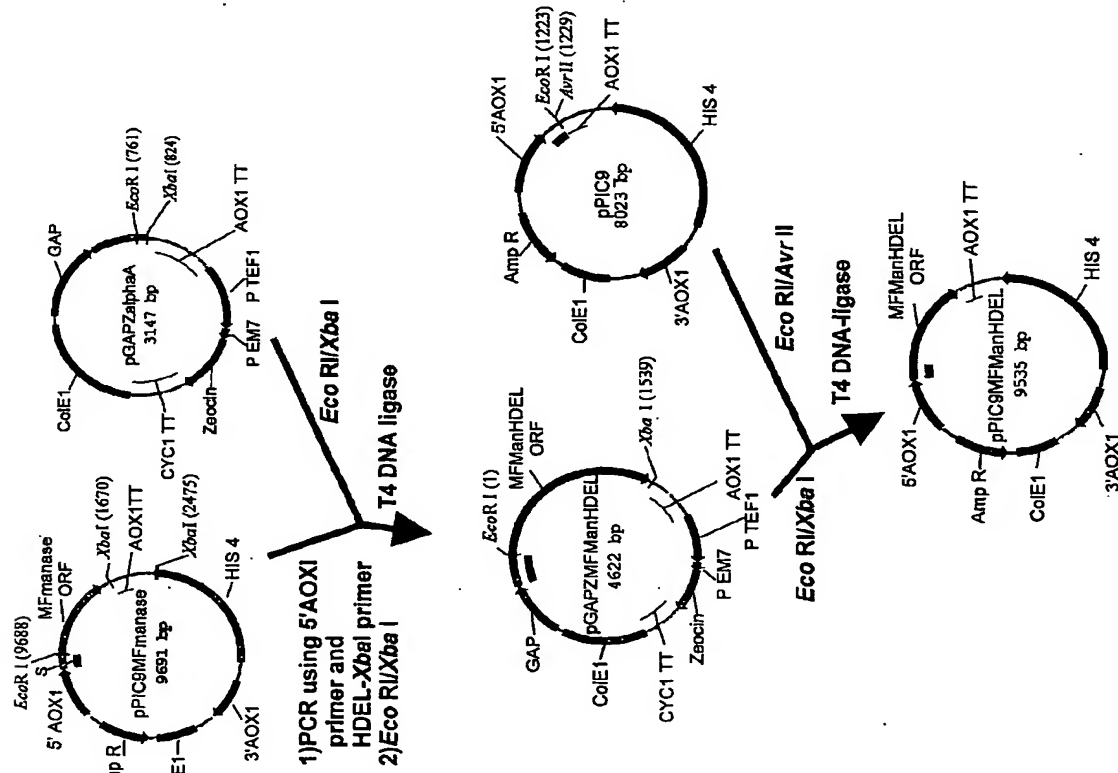 EcoR I (9688)
S
5' AOX1
MFmanase
ORF
XbaI (1670)
AOX1TT
XbaI (2475)
pPIC9MFmanase
9691 bp
HIS 4
3'AOX1
GAP
EcoR I (761)
XbaI (824)
AOX1 TT
pGAPZalphaA
3147 bp
P TEF1
P EM7
Zeocin
CYC1 TT
ColE1
Eco RI/Xba I
1)PCR using 5'AOXI
primer and
HDEL-XbaI primer
2)Eco RI/Xba I
T4 DNA ligase
EcoR I (1)
MFManHDEL
ORF
Xba I (1539)
AOX1 TT
P TEF1
P EM7
Zeocin
CYC1 TT
ColE1
GAP
pGAPZMFManHDEL
4622 bp
5'AOX1
EcoR I (1223)
AvrII (1229)
AOX1 TT
pPIC9
8023 bp
HIS 4
3'AOX1
ColE1
Amp R
Eco RI/Xba I
Eco RI/Avr II
T4 DNA-ligase
5'AOX1
MFManHDEL
ORF
AOX1 TT
HIS 4
pPIC9MFManHDEL
9535 bp
Amp R
ColE1
3'AOX1